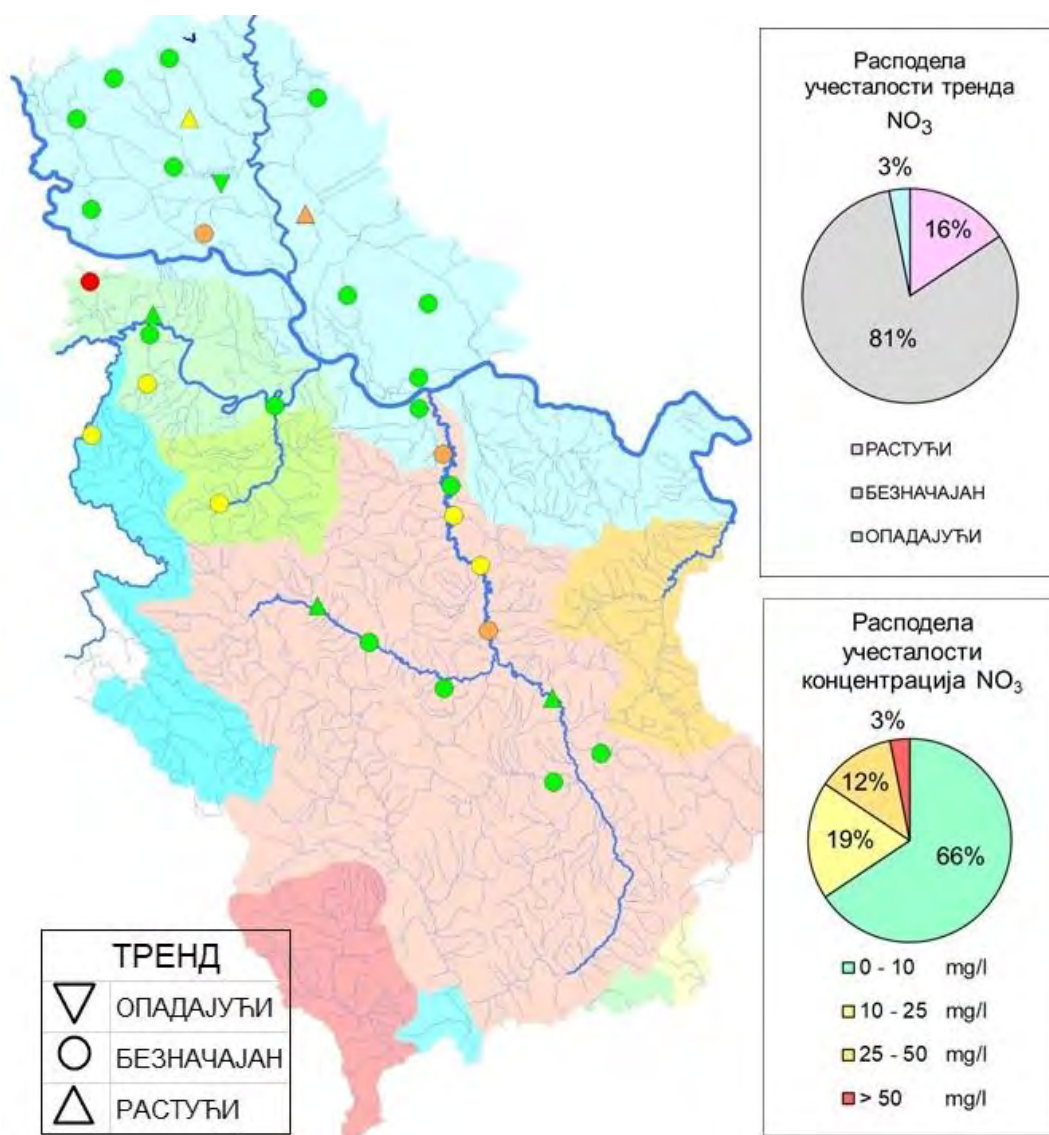 Расподела
учесталости тренда
NO3
3%
16%
81%
РАСТУЋИ
БЕЗНАЧАЈАН
ОПАДАЈУЋИ
Расподела
учесталости
концентрација NO3
3%
12%
19%
66%
0 - 10 mg/l
10 - 25 mg/l
25 - 50 mg/l
> 50 mg/l
ТРЕНД
ОПАДАЈУЋИ
БЕЗНАЧАЈАН
РАСТУЋИ